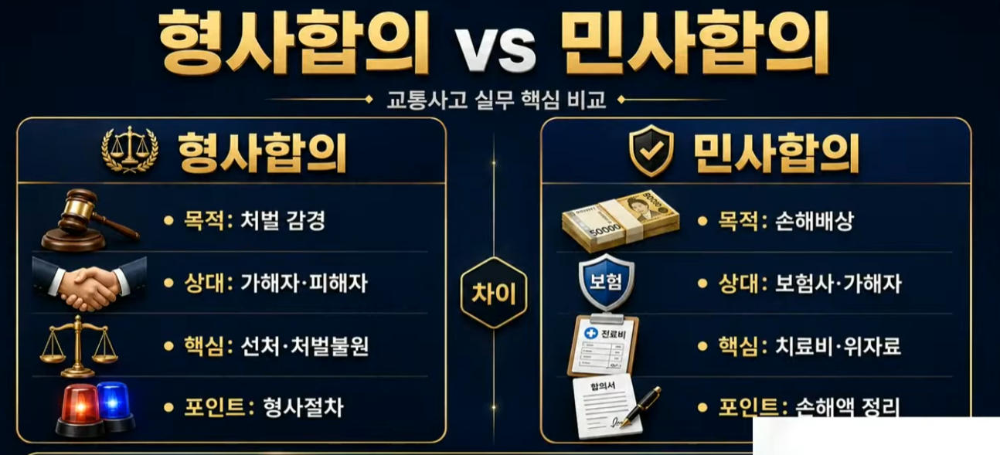 형사합의 vs 민사합의
교통사고 실무 핵심 비교
형사합의
• 목적: 처벌 감경
• 상대: 가해자·피해자
• 핵심: 선처·처벌불원
• 포인트: 형사절차
차이
민사합의
50000
• 목적: 손해배상
보험
• 상대: 보험사·가해자
진료비
• 핵심: 치료비·위자료
합의서
• 포인트: 손해액 정리